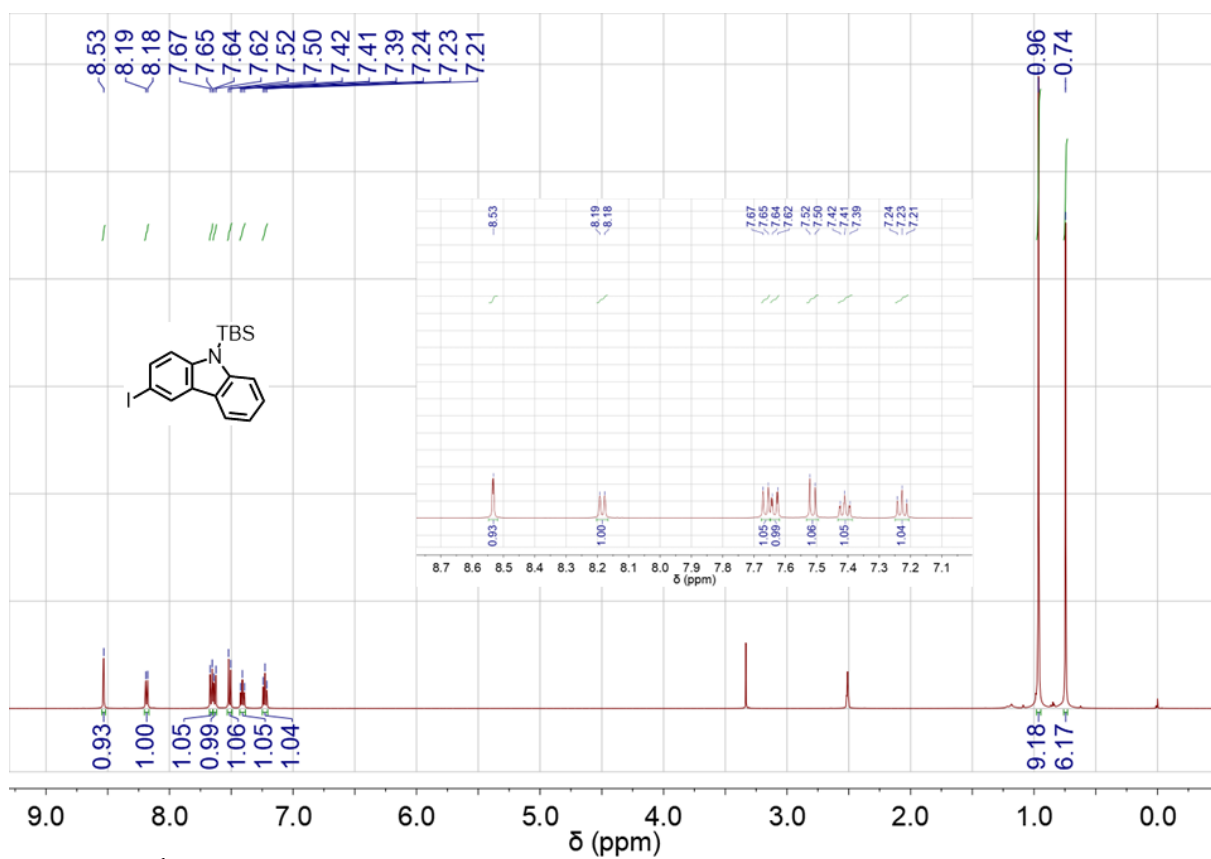 8.53 8.19 8.18 7.67 7.65 7.64 7.62 7.52 7.50 7.42 7.41 7.39 7.24 7.23 7.21 0.96 0.74
8.53 8.19 8.18 7.67 7.65 7.64 7.62 7.52 7.50 7.42 7.41 7.39 7.24 7.23 7.21
TBS
N
I
0.93 1.00 1.05 0.99 1.06 1.05 1.04
8.7 8.6 8.5 8.4 8.3 8.2 8.1 8.0 7.9 7.8 7.7 7.6 7.5 7.4 7.3 7.2 7.1
δ (ppm)
0.93 1.00 1.05 0.99 1.06 1.05 1.04 9.18 6.17
9.0 8.0 7.0 6.0 5.0 4.0 3.0 2.0 1.0 0.0
δ (ppm)